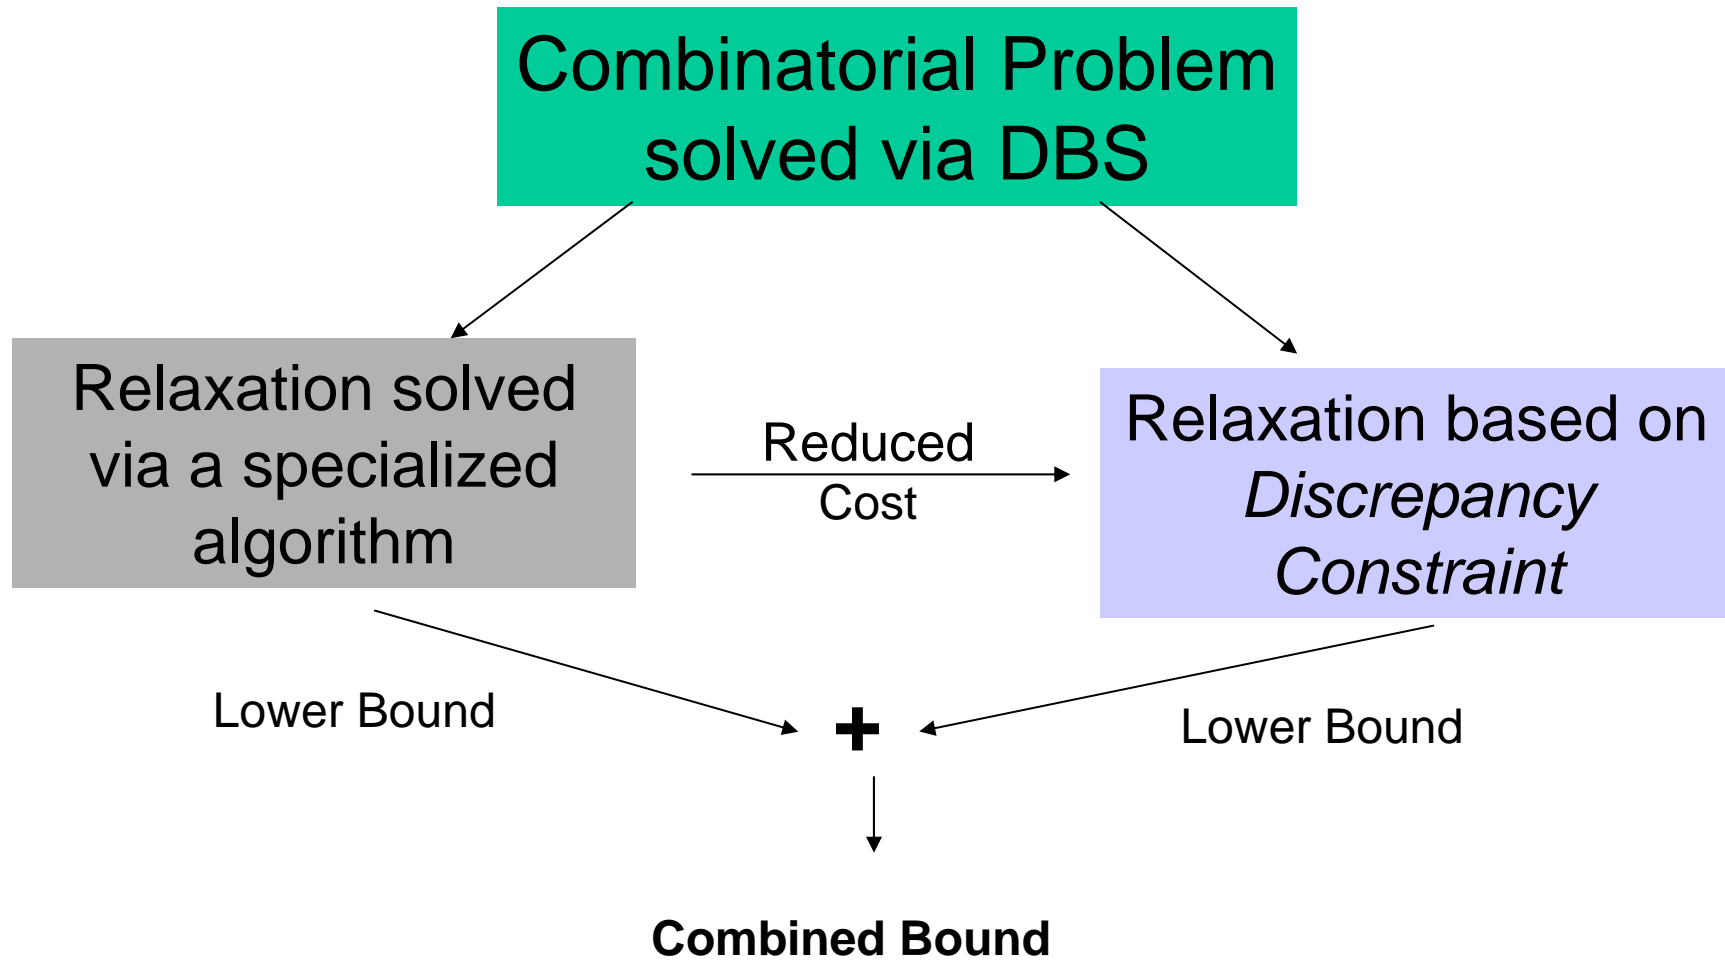 Combinatorial Problem
solved via DBS
Relaxation solved
via a specialized
algorithm
Reduced
Cost
Relaxation based on
Discrepancy
Constraint
Lower Bound
+
Lower Bound
Combined Bound